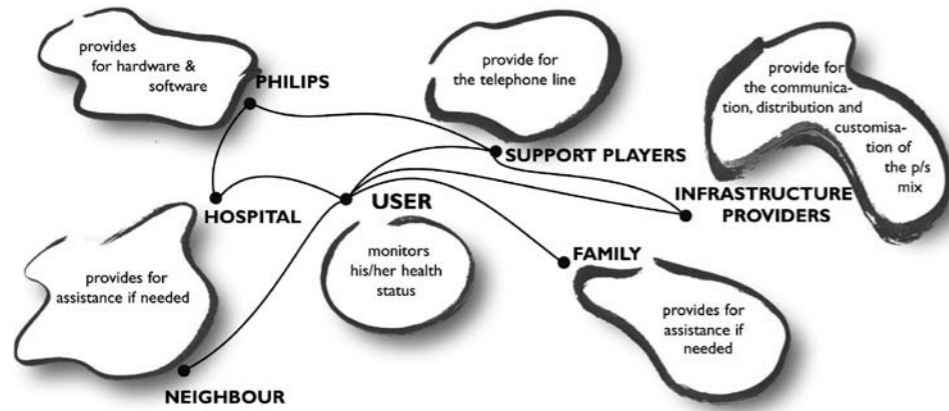 provides
for hardware &
software
PHILIPS
provide for
the telephone line
SUPPORT PLAYERS
provide for
the communica-
tion, distribution and
customisa-
tion of
the p/s
mix
INFRASTRUCTURE
PROVIDERS
HOSPITAL
USER
monitors
his/her health
status
provides for
assistance if needed
NEIGHBOUR
FAMILY
provides for
assistance if
needed